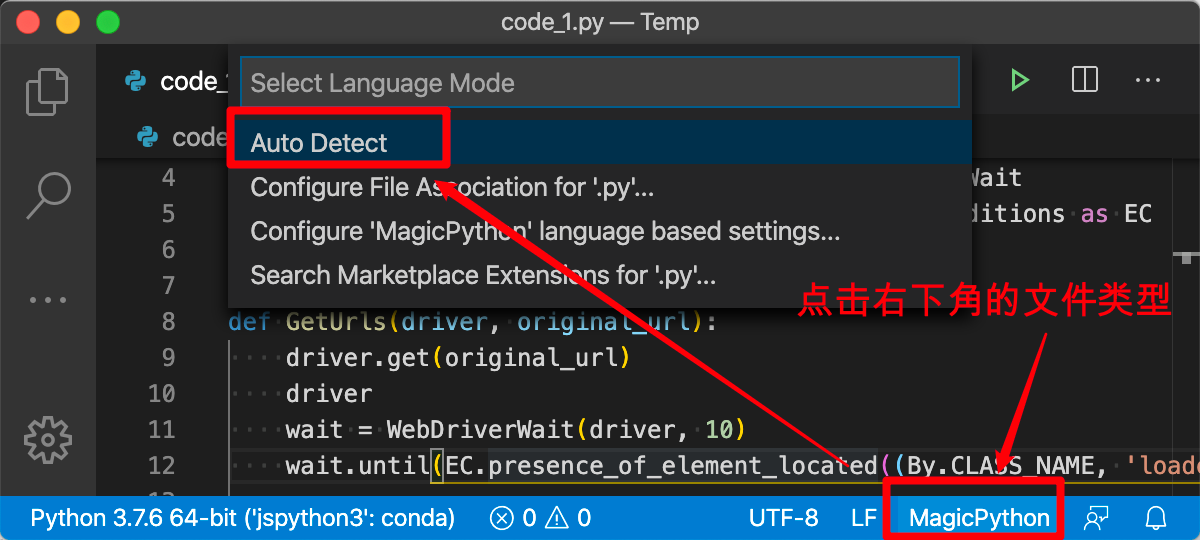 code_1.py — Temp
code_1
Select Language Mode
code
Auto Detect
Configure File Association for '.py'...
Configure 'MagicPython' language based settings...
Search Marketplace Extensions for '.py'...
点击右下角的文件类型
4 Wait
5 ditions as EC
6
7
8 def GetUrls(driver, original_url):
9 driver.get(original_url)
10 driver
11 wait = WebDriverWait(driver, 10)
12 wait.until(EC.presence_of_element_located((By.CLASS_NAME, 'loade
Python 3.7.6 64-bit ('jspython3': conda) 0 0 UTF-8 LF MagicPython